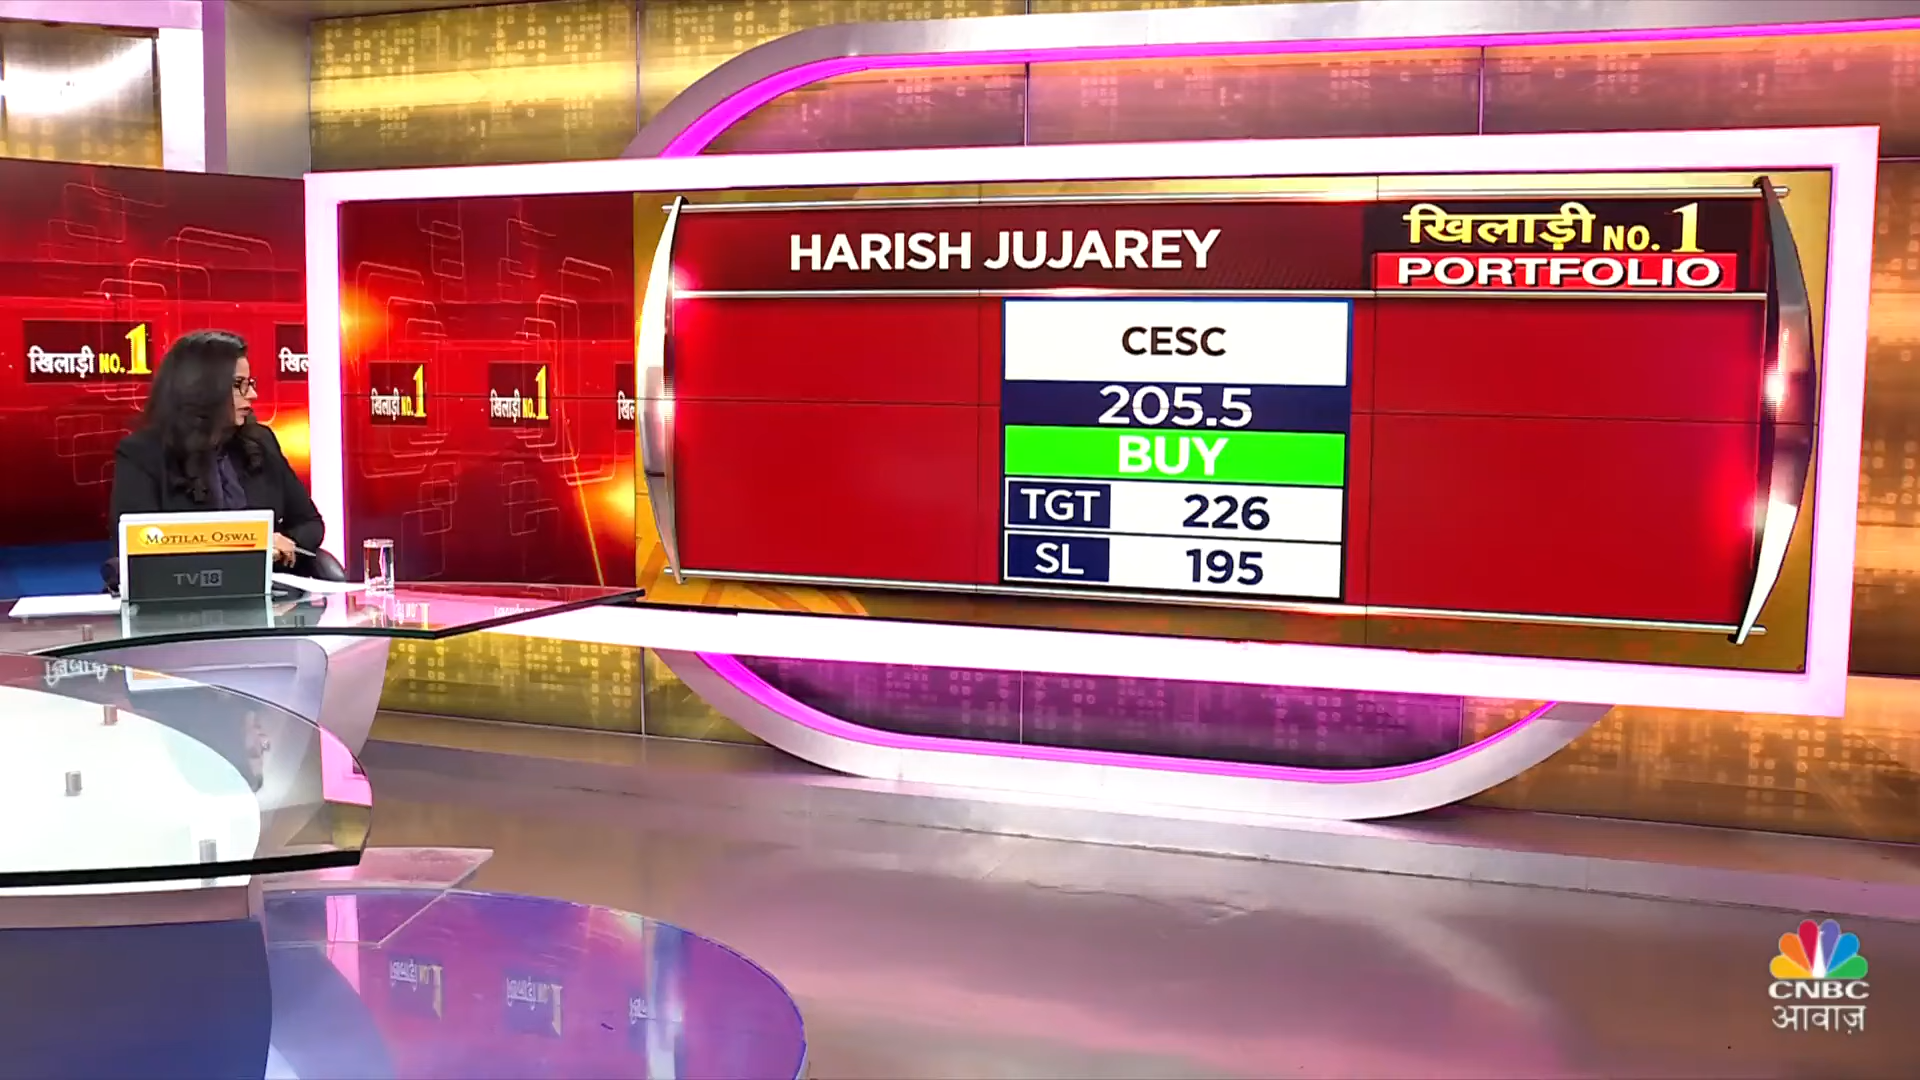 HARISH JUJAREY
खिलाड़ी NO. 1
PORTFOLIO
CESC
205.5
BUY
TGT 226
SL 195
खिलाड़ी NO. 1
खिल
खिलाड़ी NO. 1
खिलाड़ी NO. 1
खिल
MOTILAL OSWAL
TV18
CNBC
आवाज़